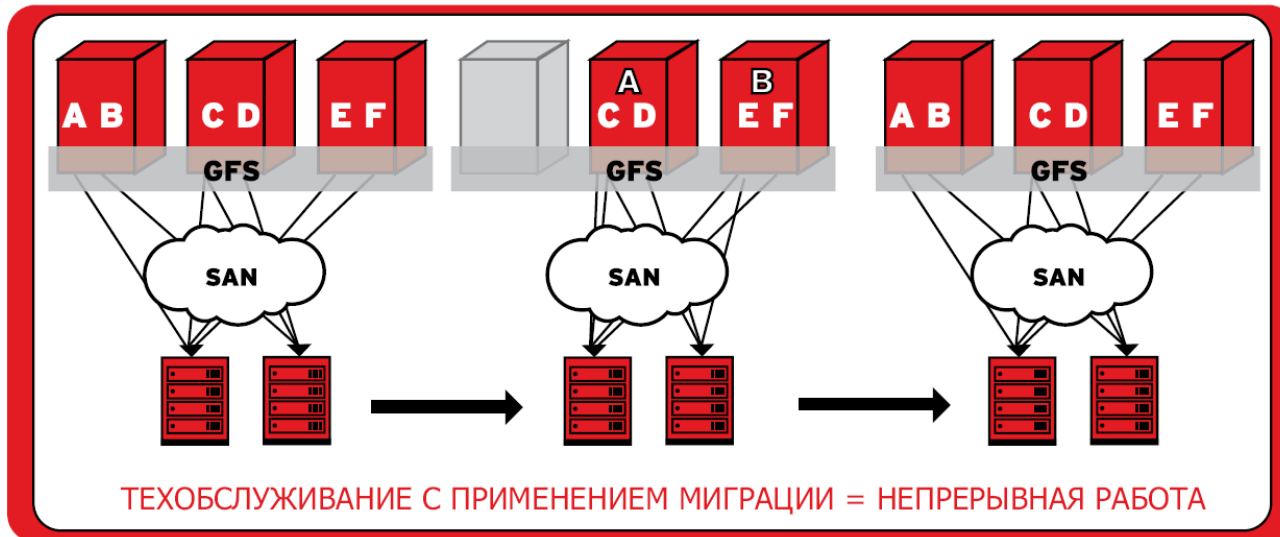 A B
C D
E F
GFS
SAN
A
C D
B
E F
GFS
SAN
A B
C D
E F
GFS
SAN
ТЕХОБСЛУЖИВАНИЕ С ПРИМЕНЕНИЕМ МИГРАЦИИ = НЕПРЕРЫВНАЯ РАБОТА